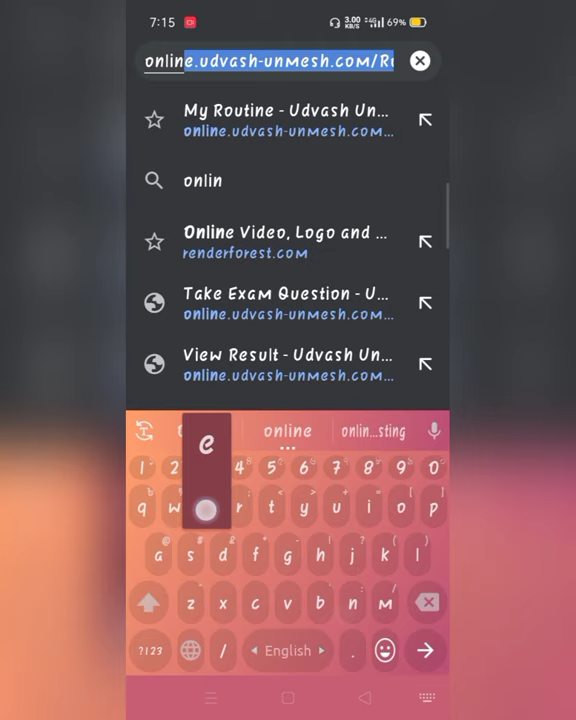 7:15 3.00 KB/S 4G 69%
online.udvash-unmesh.com/R
My Routine - Udvash Un...
online.udvash-unmesh.com...
onlin
Online Video, Logo and ...
renderforest.com
Take Exam Question - U...
online.udvash-unmesh.com...
View Result - Udvash Un...
online.udvash-unmesh.com...
e online onlin...sting
1 2 4 5 6 7 8 9 0
q w r t y u i o p
a s d f g h j k l
z x c v b n m
?123 / English .